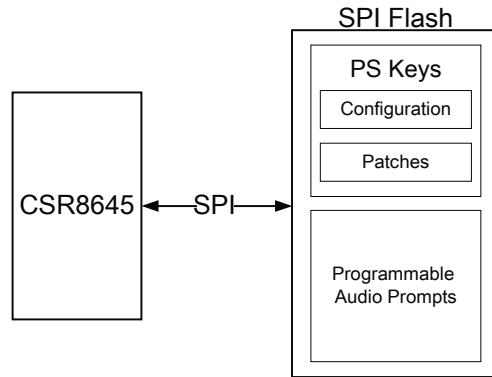 SPI Flash
PS Keys
Configuration
Patches
CSR8645
SPI
Programmable
Audio Prompts